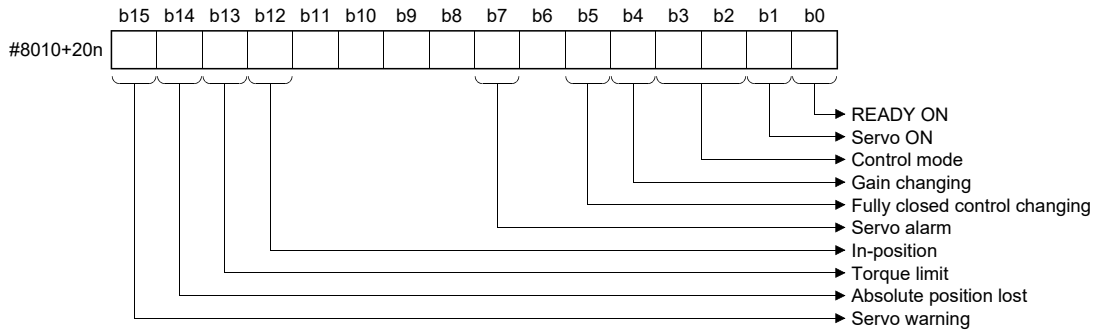 b15 b14 b13 b12 b11 b10 b9 b8 b7 b6 b5 b4 b3 b2 b1 b0
#8010+20n
READY ON
Servo ON
Control mode
Gain changing
Fully closed control changing
Servo alarm
In-position
Torque limit
Absolute position lost
Servo warning